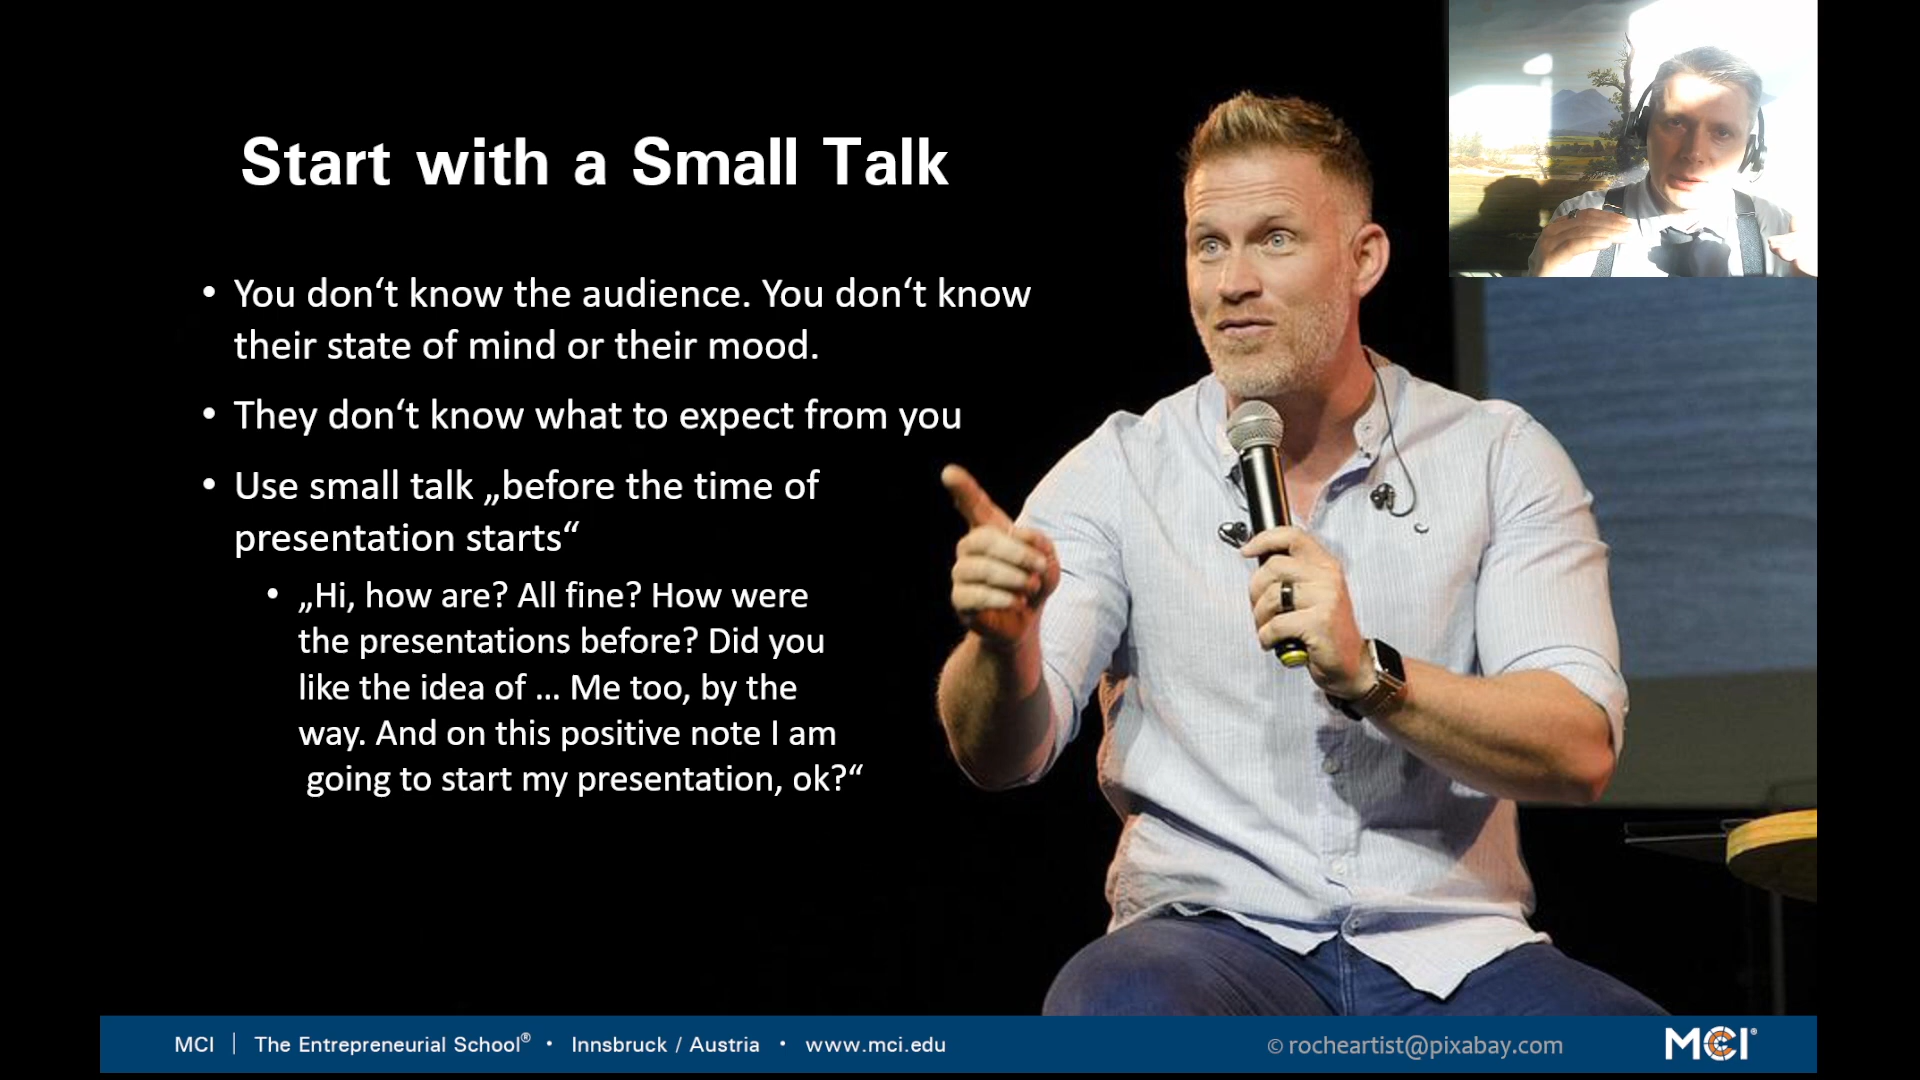 Start with a Small Talk
• You don‘t know the audience. You don‘t know
their state of mind or their mood.
• They don‘t know what to expect from you
• Use small talk „before the time of
presentation starts“
• „Hi, how are? All fine? How were
the presentations before? Did you
like the idea of ... Me too, by the
way. And on this positive note I am
going to start my presentation, ok?“
MCI | The Entrepreneurial School® • Innsbruck / Austria • www.mci.edu
© rocheartist@pixabay.com
MCI®